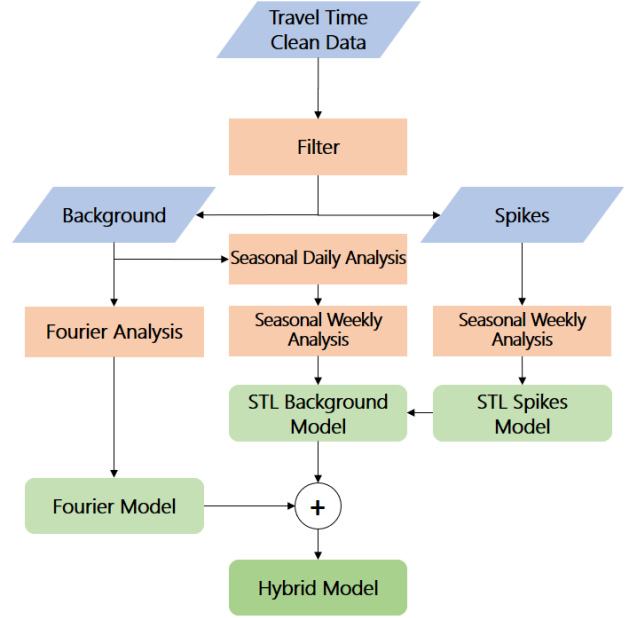 Travel Time
Clean Data
Filter
Background
Spikes
Seasonal Daily Analysis
Fourier Analysis
Seasonal Weekly
Analysis
Seasonal Weekly
Analysis
STL Background
Model
STL Spikes
Model
Fourier Model
+
Hybrid Model